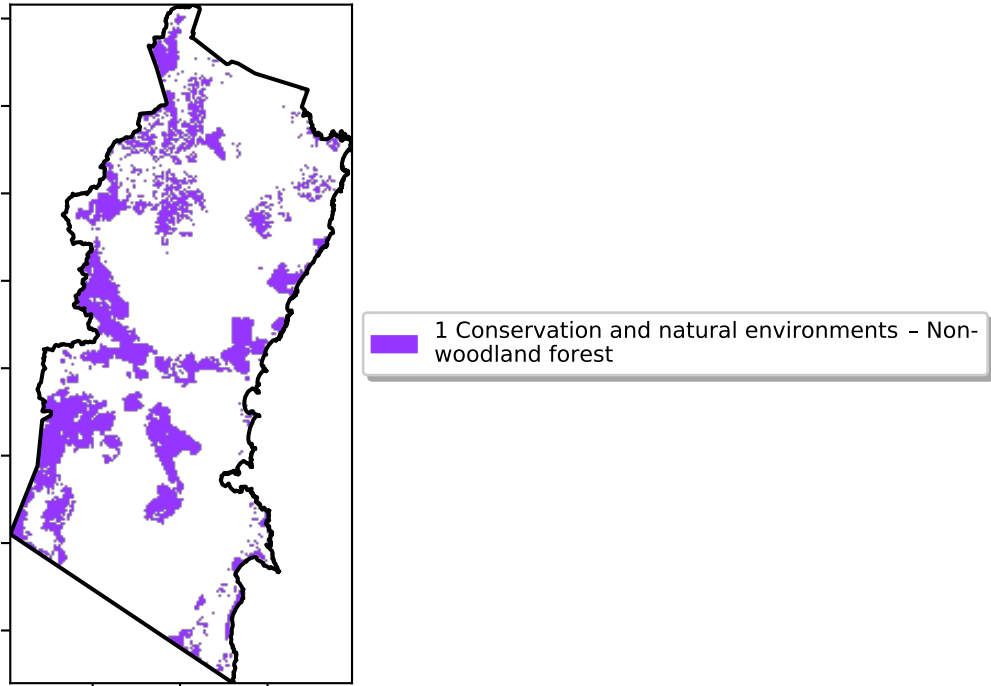 1 Conservation and natural environments – Non-
woodland forest